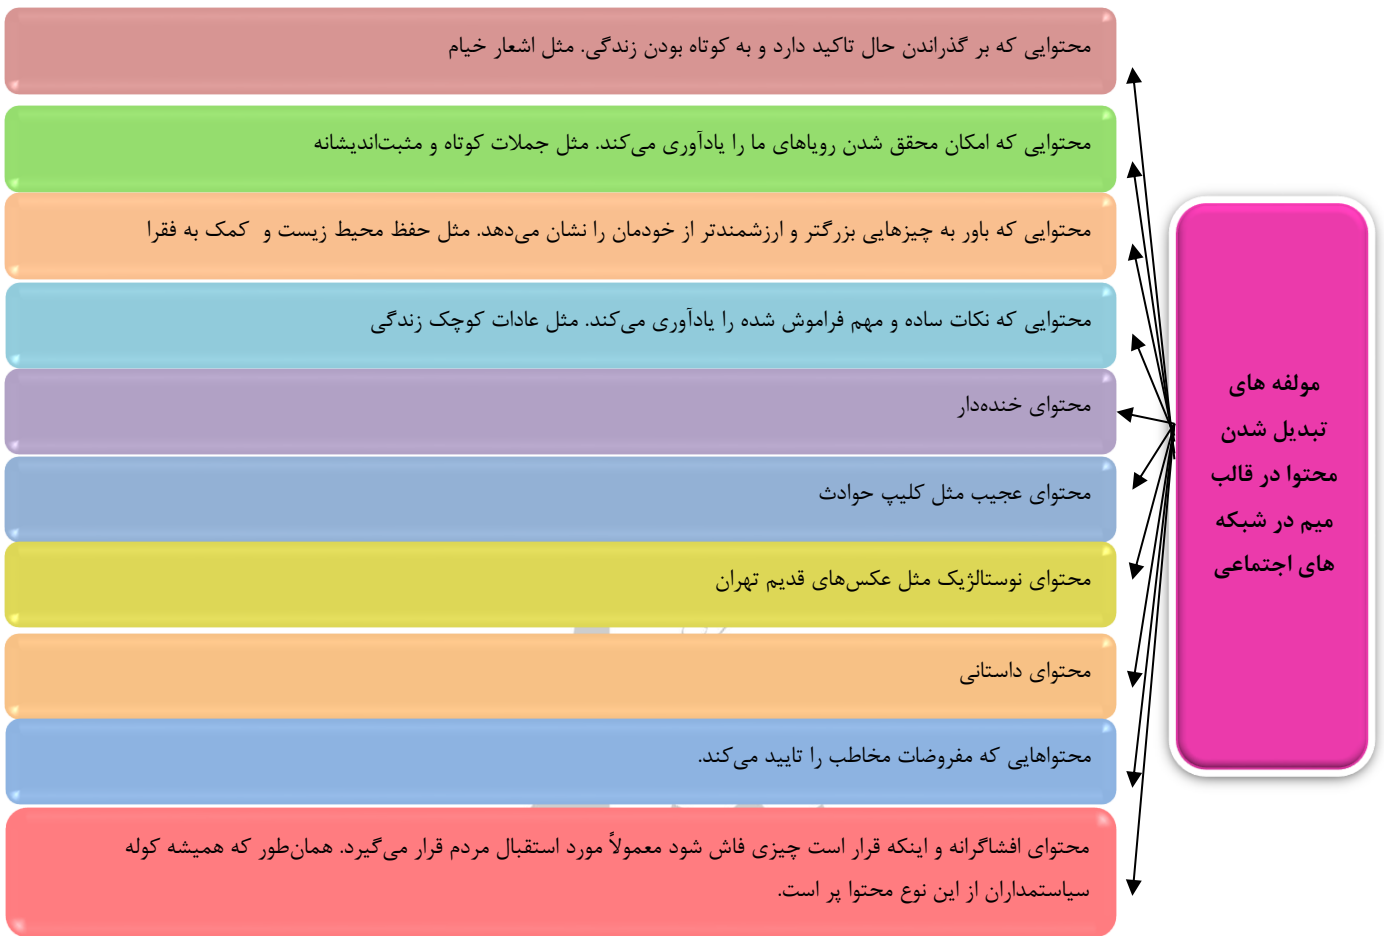 محتوایی که بر گذراندن حال تاکید دارد و به کوتاه بودن زندگی. مثل اشعار خیام
محتوایی که امکان محقق شدن رویاهای ما را یادآوری می‌کند. مثل جملات کوتاه و مثبت‌اندیشانه
محتوایی که باور به چیزهایی بزرگتر و ارزشمندتر از خودمان را نشان می‌دهد. مثل حفظ محیط زیست و کمک به فقرا
محتوایی که نکات ساده و مهم فراموش شده را یادآوری می‌کند. مثل عادات کوچک زندگی
محتوای خنده‌دار
محتوای عجیب مثل کلیپ حوادث
محتوای نوستالژیک مثل عکس‌های قدیم تهران
محتوای داستانی
محتواهایی که مفروضات مخاطب را تایید می‌کند.
محتوای افشاگرانه و اینکه قرار است چیزی فاش شود معمولاً مورد استقبال مردم قرار می‌گیرد. همان‌طور که همیشه کوله
سیاستمداران از این نوع محتوا پر است.
مولفه های
تبدیل شدن
محتوا در قالب
میم در شبکه
های اجتماعی